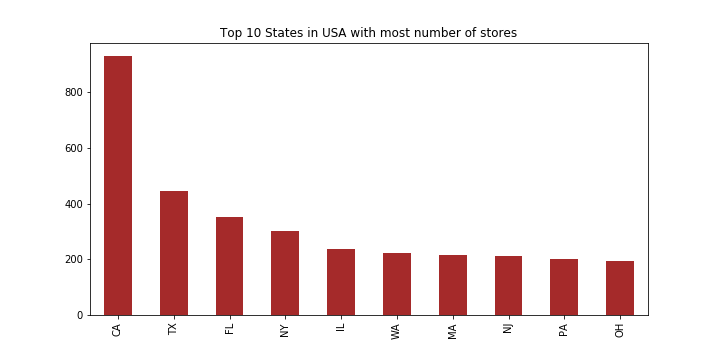 Top 10 States in USA with most number of stores
800
600
400
200
0
CA TX FL NY IL WA MA NJ PA OH